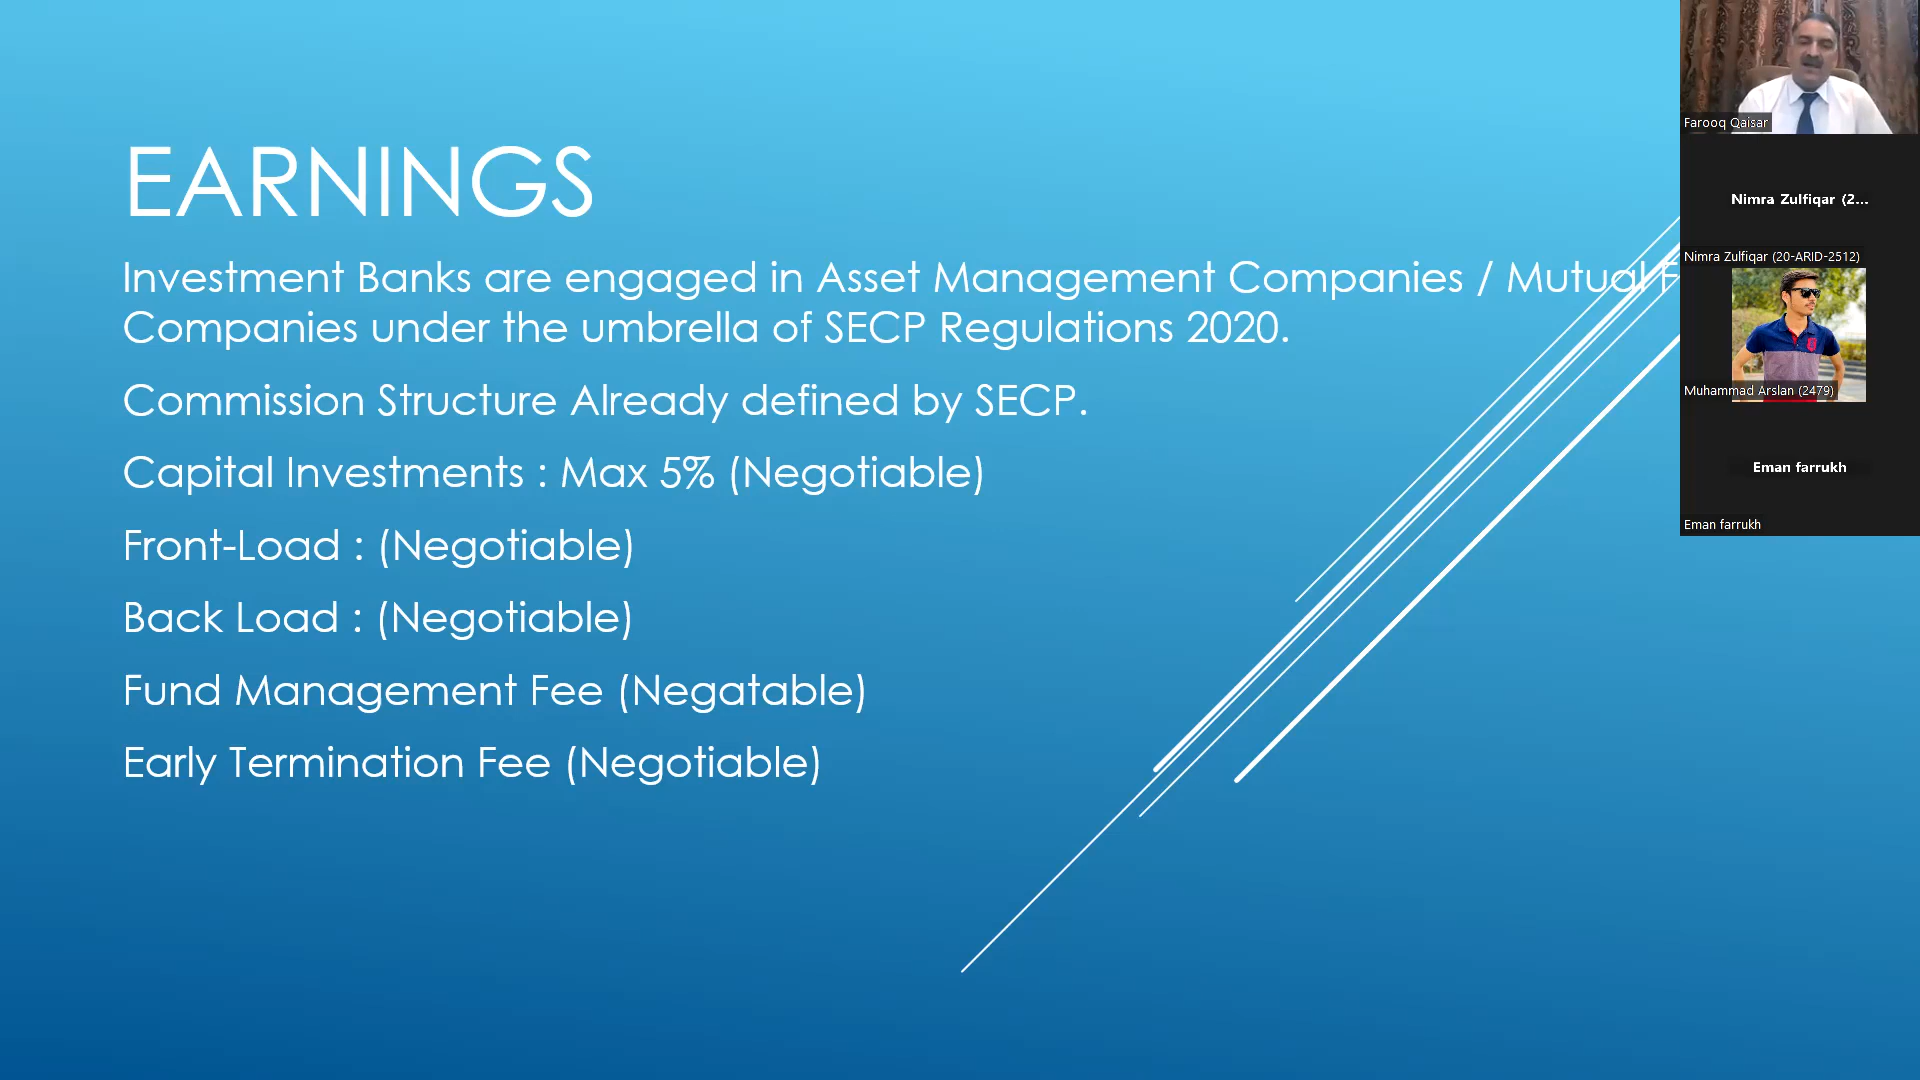 EARNINGS
Investment Banks are engaged in Asset Management Companies / Mutual F
Companies under the umbrella of SECP Regulations 2020.
Commission Structure Already defined by SECP.
Capital Investments : Max 5% (Negotiable)
Front-Load : (Negotiable)
Back Load : (Negotiable)
Fund Management Fee (Negatable)
Early Termination Fee (Negotiable)
Farooq Qaisar
Nimra Zulfiqar (2...
Nimra Zulfiqar (20-ARID-2512)
Muhammad Arslan (2479)
Eman farrukh
Eman farrukh